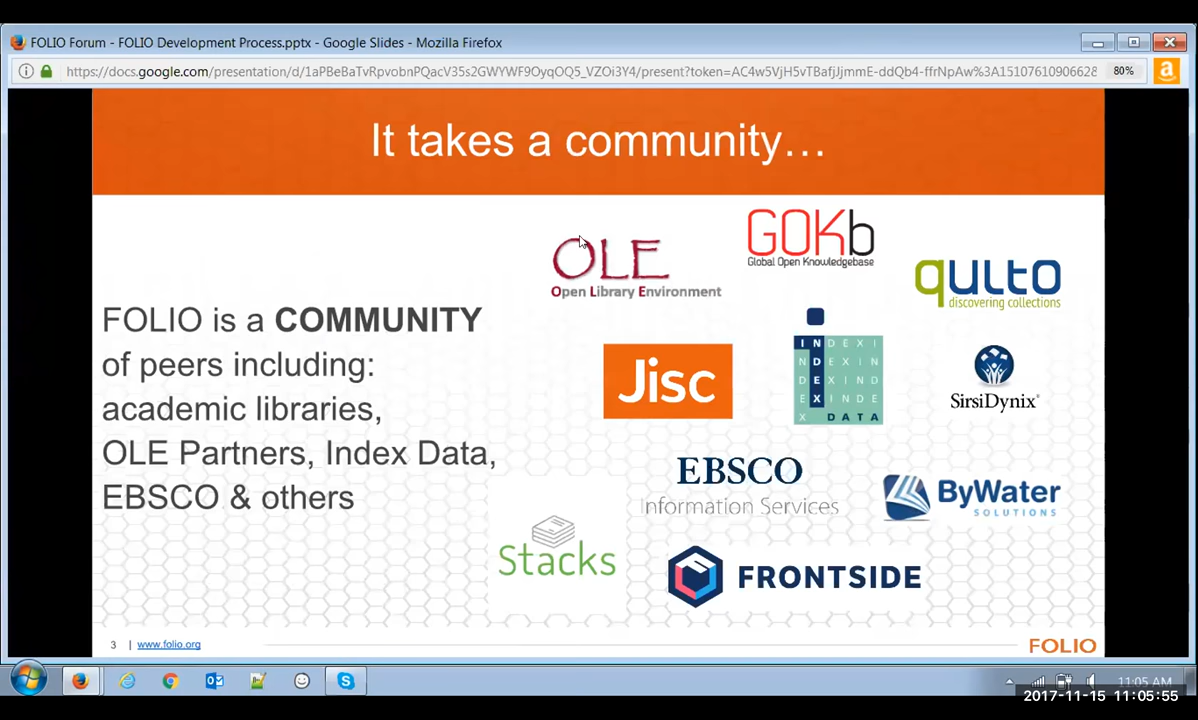 FOLIO Forum - FOLIO Development Process.pptx - Google Slides - Mozilla Firefox
https://docs.google.com/presentation/d/1aPBeBaTvRpvobnPQacV35s2GWYWF9OyqOQ5_VZOi3Y4/present?token=AC4w5VjH5vTBafjJjmmE-ddQb4-ffrNpAw%3A15107610906628
80%
It takes a community…
FOLIO is a COMMUNITY
of peers including:
academic libraries,
OLE Partners, Index Data,
EBSCO & others
OLE
Open Library Environment
GOKb
Global Open Knowledgebase
qulto
discovering collections
Jisc
INDEXI
NDEXIN
DEXIND
EXINDE
X DATA
SirsiDynix
EBSCO
Information Services
ByWater
SOLUTIONS
Stacks
FRONTSIDE
3 | www.folio.org
FOLIO
11:05 AM
2017-11-15 11:05:55